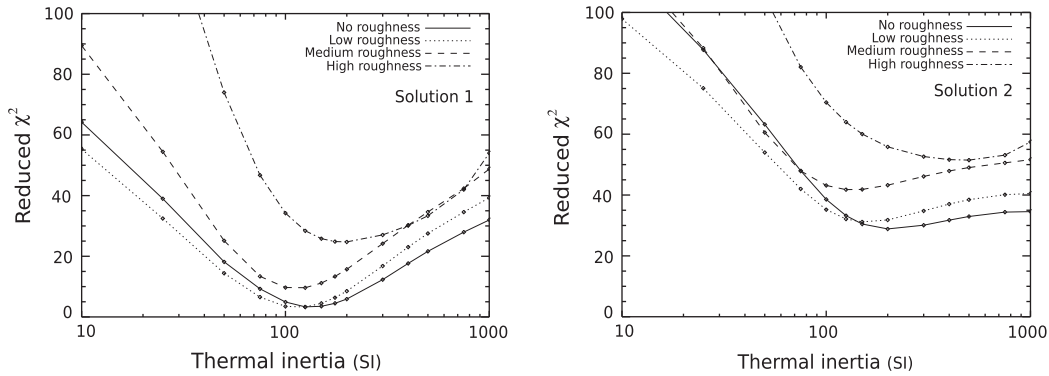 100
80
60
40
20
0
Reduced χ²
No roughness
Low roughness
Medium roughness
High roughness
Solution 1
10
100
1000
Thermal inertia (SI)
100
80
60
40
20
0
Reduced χ²
No roughness
Low roughness
Medium roughness
High roughness
Solution 2
10
100
1000
Thermal inertia (SI)